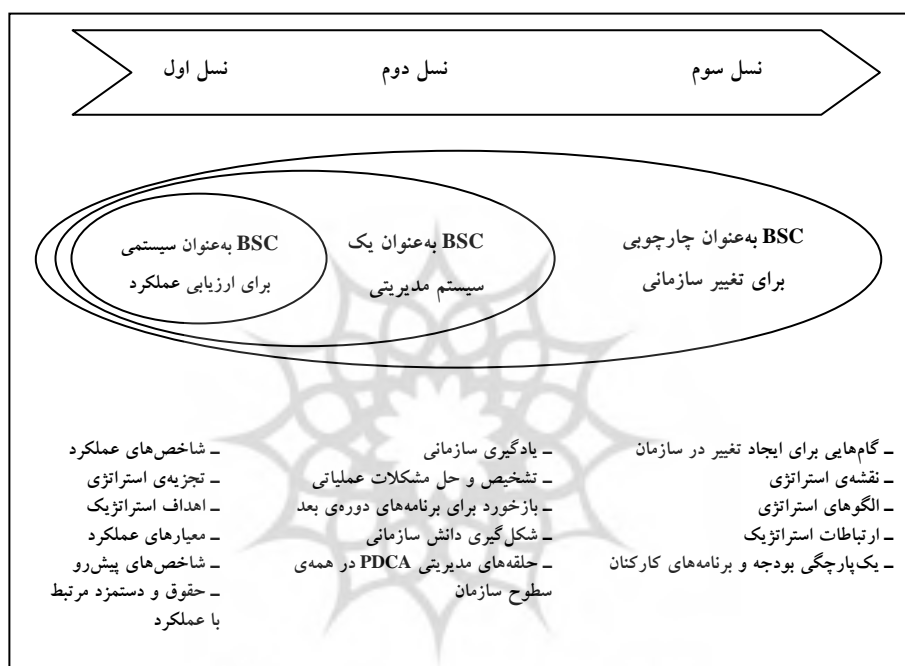 نسل اول
نسل دوم
نسل سوم
BSC به‌عنوان سیستمی
برای ارزیابی عملکرد
BSC به‌عنوان یک
سیستم مدیریتی
BSC به‌عنوان چارچوبی
برای تغییر سازمانی
ـ شاخص‌های عملکرد
ـ تجزیه‌ی استراتژی
ـ اهداف استراتژیک
ـ معیارهای عملکرد
ـ شاخص‌های پیش‌رو
ـ حقوق و دستمزد مرتبط
با عملکرد
ـ یادگیری سازمانی
ـ تشخیص و حل مشکلات عملیاتی
ـ بازخورد برای برنامه‌های دوره‌ی بعد
ـ شکل‌گیری دانش سازمانی
ـ حلقه‌های مدیریتی PDCA در همه‌ی
سطوح سازمان
ـ گام‌هایی برای ایجاد تغییر در سازمان
ـ نقشه‌ی استراتژی
ـ الگوهای استراتژی
ـ ارتباطات استراتژیک
ـ یک‌پارچگی بودجه و برنامه‌های کارکنان